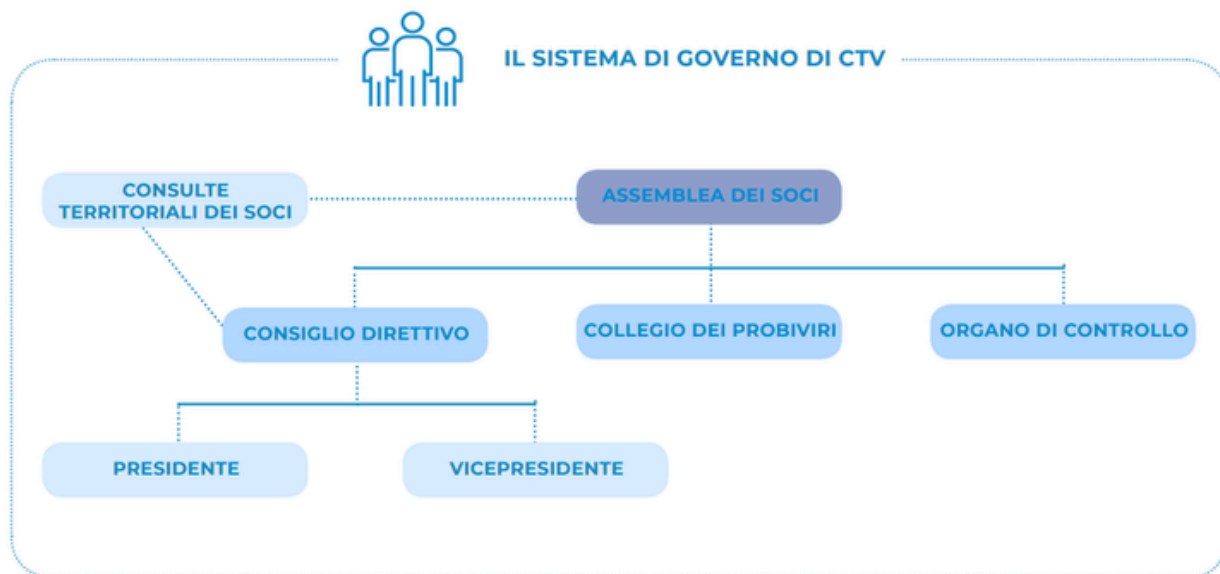 IL SISTEMA DI GOVERNO DI CTV
CONSULTE
TERRITORIALI DEI SOCI
ASSEMBLEA DEI SOCI
CONSIGLIO DIRETTIVO
COLLEGIO DEI PROBIVIRI
ORGANO DI CONTROLLO
PRESIDENTE
VICEPRESIDENTE